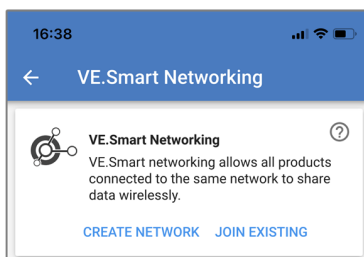 16:38
VE.Smart Networking
VE.Smart Networking
VE.Smart networking allows all products
connected to the same network to share
data wirelessly.
CREATE NETWORK JOIN EXISTING